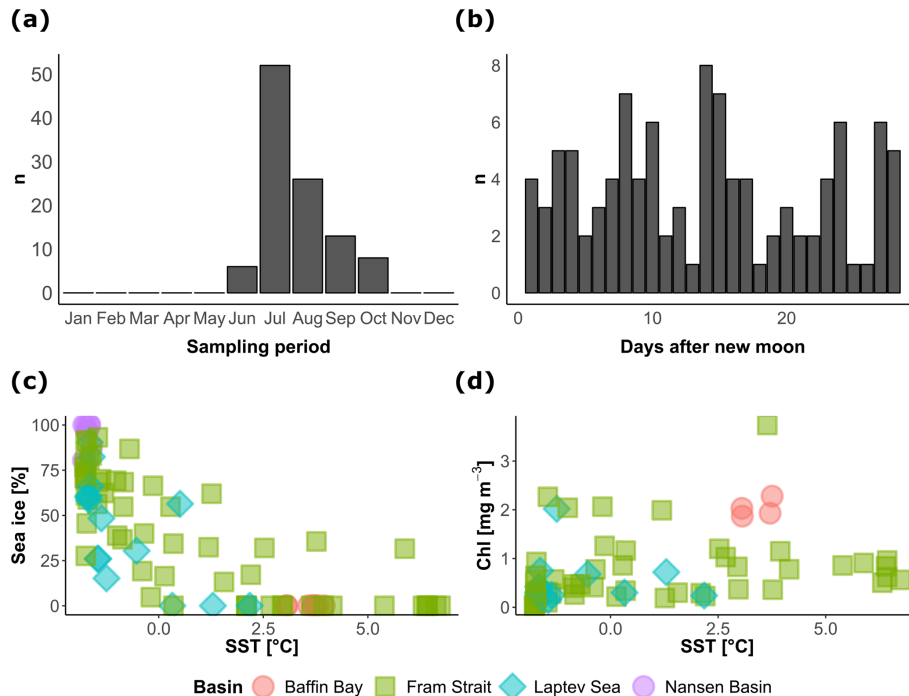 (a)
(b)
n
50
40
30
20
10
0
Jan Feb Mar Apr May Jun Jul Aug Sep Oct Nov Dec
Sampling period
n
8
6
4
2
0
0 10 20
Days after new moon
(c)
(d)
Sea ice [%]
100
75
50
25
0
0.0 2.5 5.0
SST [°C]
Chl [mg m⁻³]
3
2
1
0
0.0 2.5 5.0
SST [°C]
Basin Baffin Bay Fram Strait Laptev Sea Nansen Basin